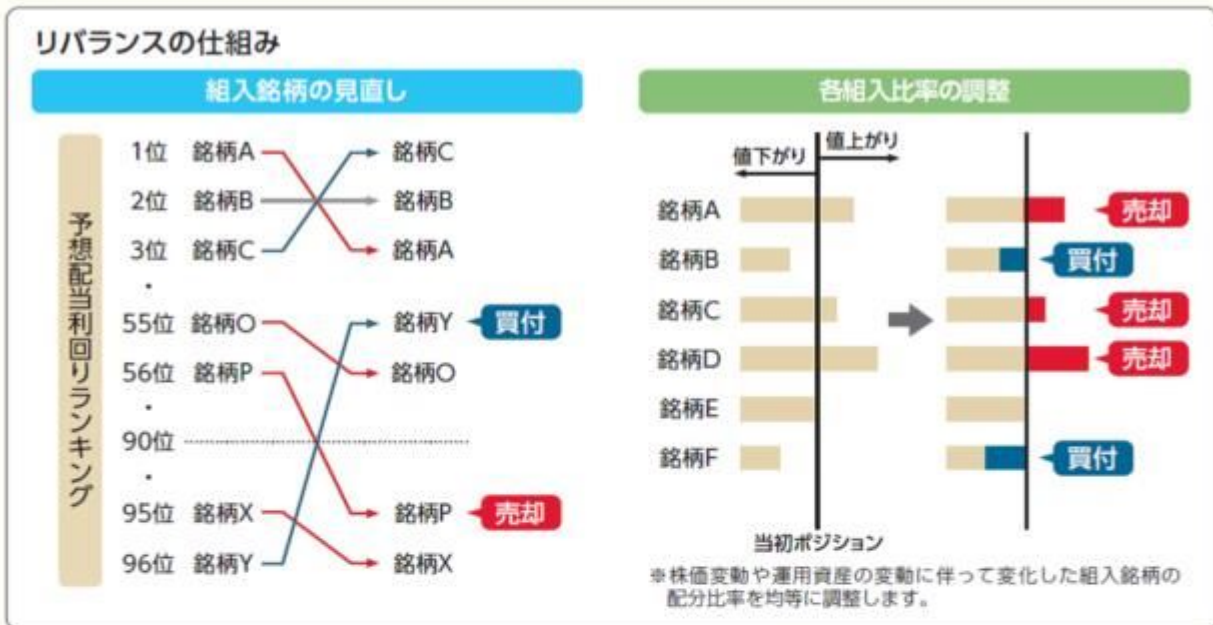 リバランスの仕組み
組入銘柄の見直し
予想配当利回りランキング
1位 銘柄A 銘柄C
2位 銘柄B 銘柄B
3位 銘柄C 銘柄A
・
55位 銘柄O 銘柄Y 買付
56位 銘柄P 銘柄O
・
90位
・
95位 銘柄X 銘柄P 売却
96位 銘柄Y 銘柄X
各組入比率の調整
値下がり 値上がり
銘柄A 売却
銘柄B 買付
銘柄C 売却
銘柄D 売却
銘柄E
銘柄F 買付
当初ポジション
※株価変動や運用資産の変動に伴って変化した組入銘柄の
配分比率を均等に調整します。